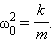 ω₀² = k/m.